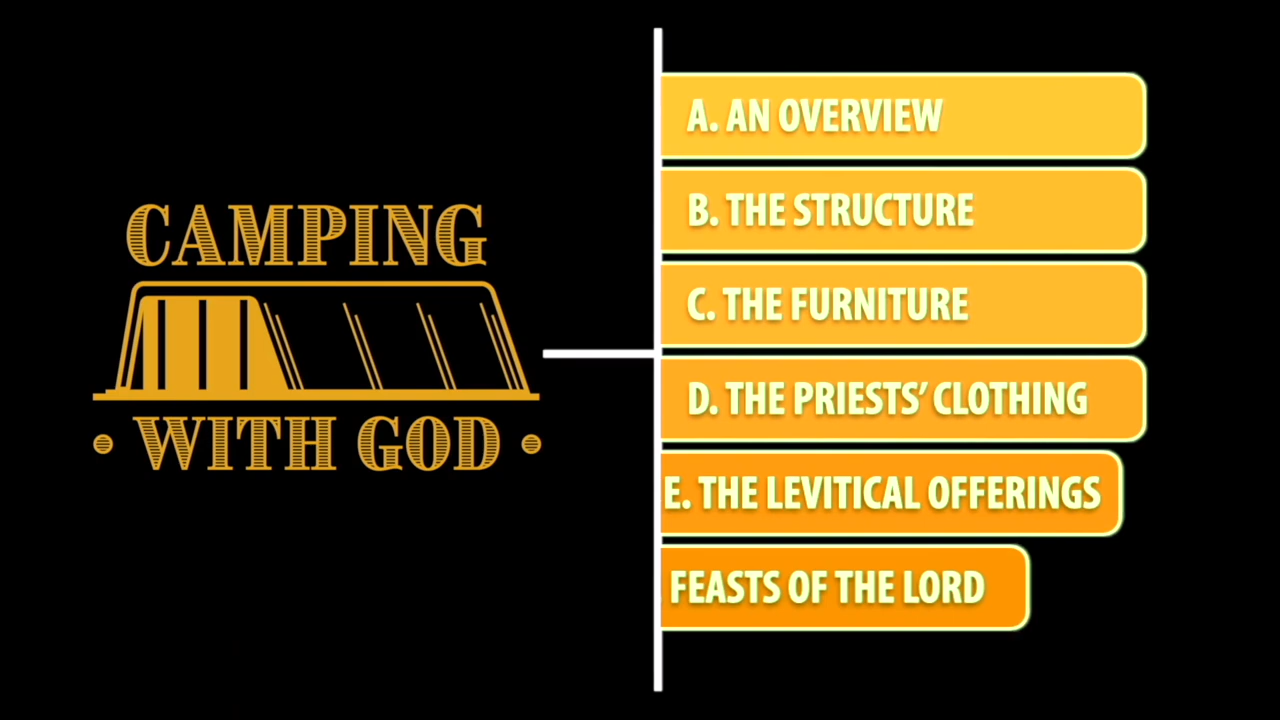 CAMPING
• WITH GOD •
A. AN OVERVIEW
B. THE STRUCTURE
C. THE FURNITURE
D. THE PRIESTS’ CLOTHING
E. THE LEVITICAL OFFERINGS
FEASTS OF THE LORD